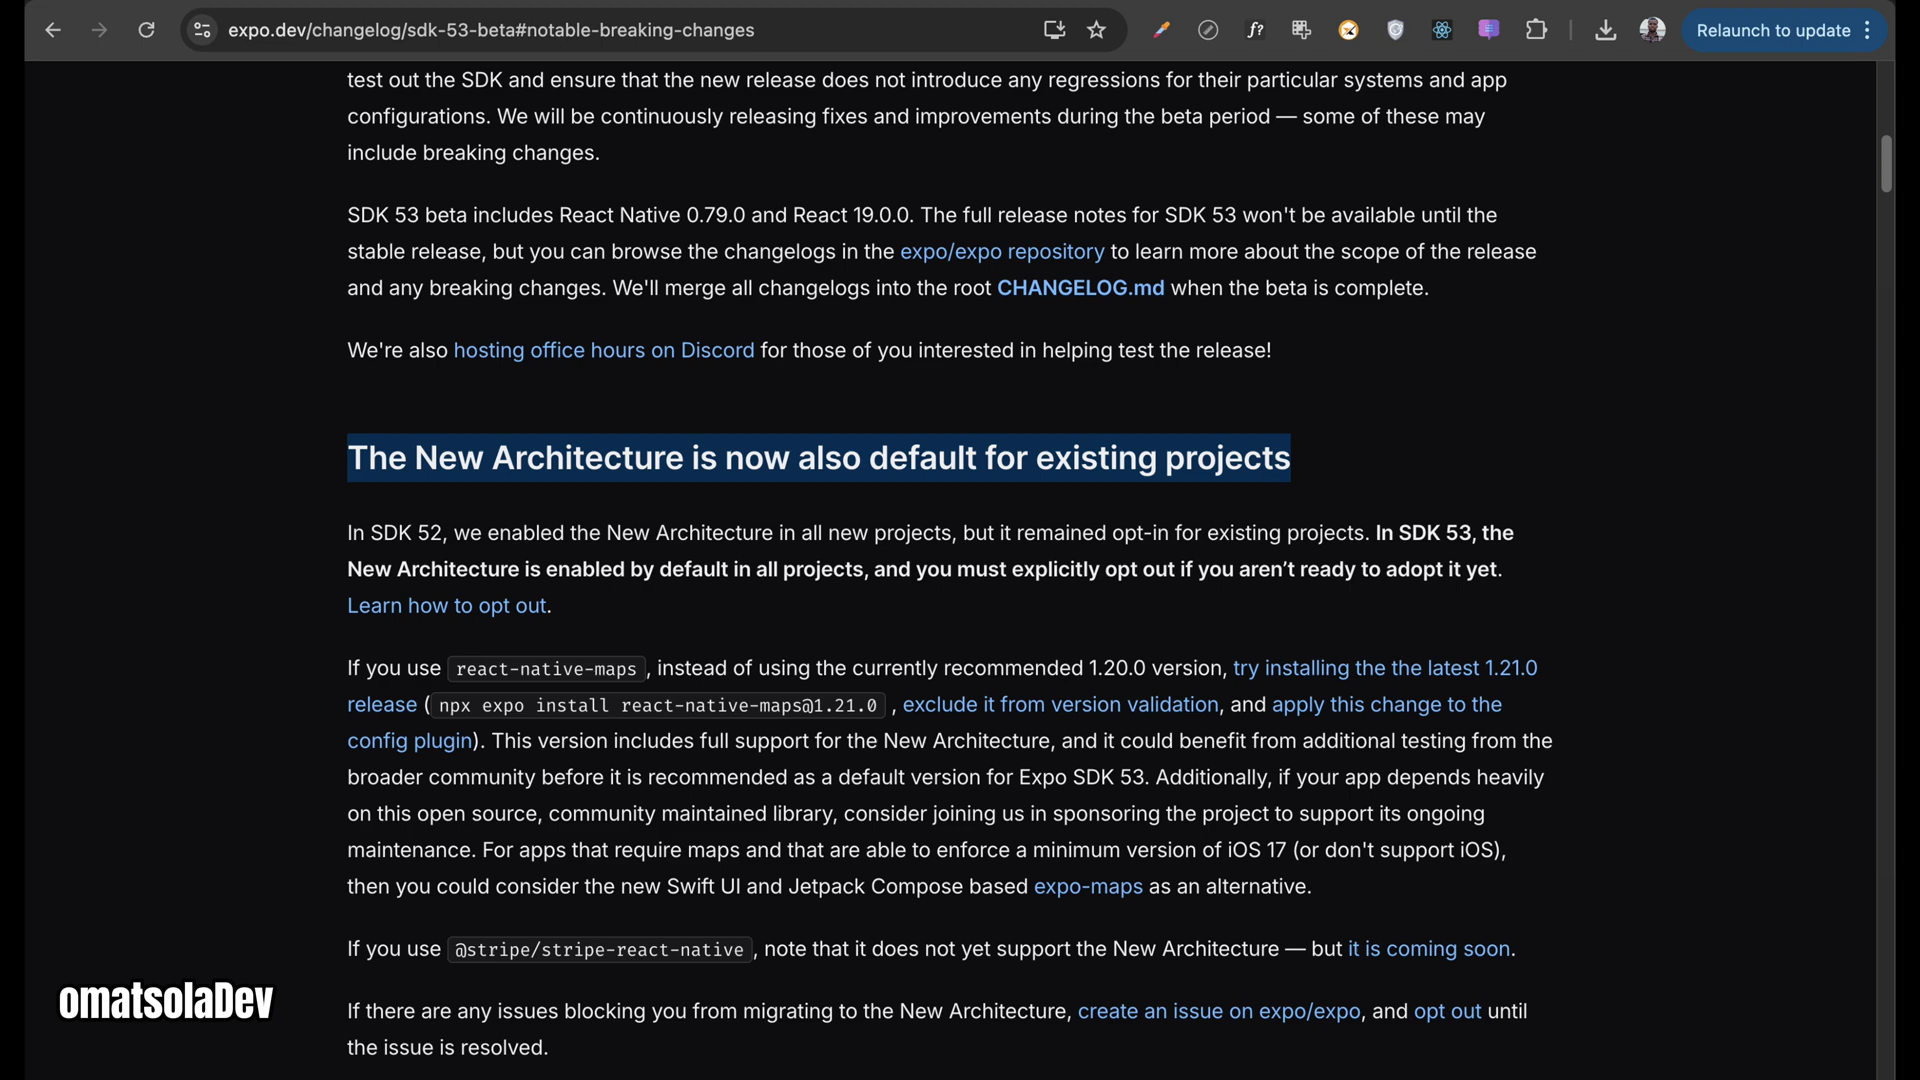 expo.dev/changelog/sdk-53-beta#notable-breaking-changes
f?
Relaunch to update
test out the SDK and ensure that the new release does not introduce any regressions for their particular systems and app
configurations. We will be continuously releasing fixes and improvements during the beta period — some of these may
include breaking changes.
SDK 53 beta includes React Native 0.79.0 and React 19.0.0. The full release notes for SDK 53 won't be available until the
stable release, but you can browse the changelogs in the expo/expo repository to learn more about the scope of the release
and any breaking changes. We'll merge all changelogs into the root CHANGELOG.md when the beta is complete.
We're also hosting office hours on Discord for those of you interested in helping test the release!
The New Architecture is now also default for existing projects
In SDK 52, we enabled the New Architecture in all new projects, but it remained opt-in for existing projects. In SDK 53, the
New Architecture is enabled by default in all projects, and you must explicitly opt out if you aren’t ready to adopt it yet.
Learn how to opt out.
If you use react-native-maps, instead of using the currently recommended 1.20.0 version, try installing the the latest 1.21.0
release (npx expo install react-native-maps@1.21.0 , exclude it from version validation, and apply this change to the
config plugin). This version includes full support for the New Architecture, and it could benefit from additional testing from the
broader community before it is recommended as a default version for Expo SDK 53. Additionally, if your app depends heavily
on this open source, community maintained library, consider joining us in sponsoring the project to support its ongoing
maintenance. For apps that require maps and that are able to enforce a minimum version of iOS 17 (or don't support iOS),
then you could consider the new Swift UI and Jetpack Compose based expo-maps as an alternative.
If you use @stripe/stripe-react-native, note that it does not yet support the New Architecture — but it is coming soon.
If there are any issues blocking you from migrating to the New Architecture, create an issue on expo/expo, and opt out until
the issue is resolved.
omatsolaDev